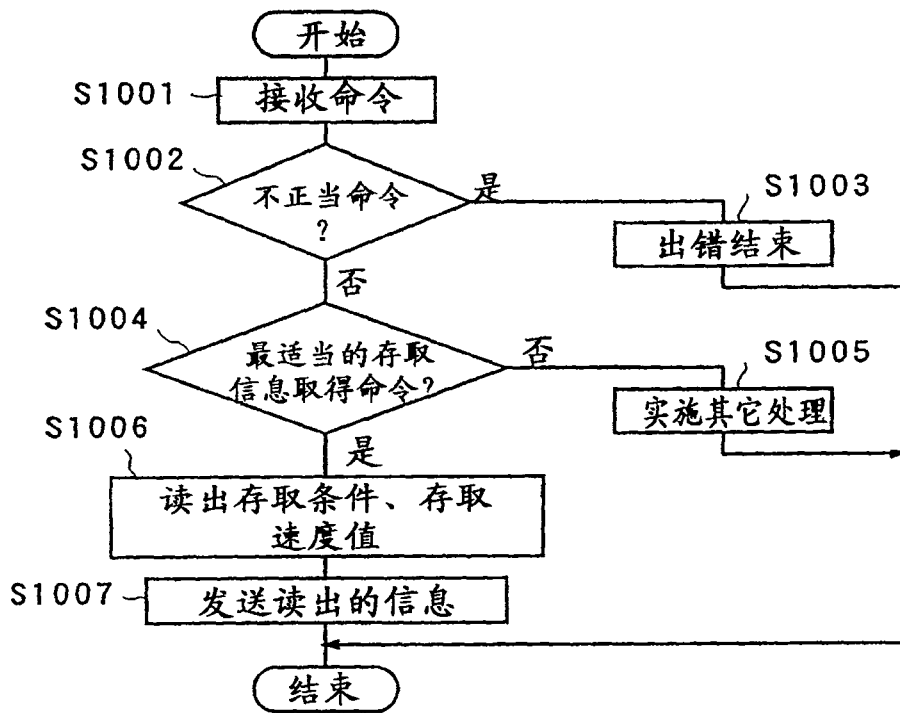 开始
S1001
接收命令
S1002
不正当命令
?
是
S1003
出错结束
否
S1004
最适当的存取
信息取得命令?
否
S1005
实施其它处理
是
S1006
读出存取条件、存取
速度值
S1007
发送读出的信息
结束